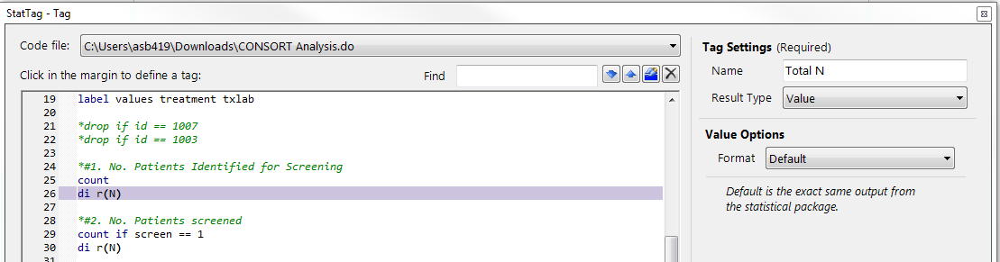 StatTag - Tag
Code file: C:\Users\asb419\Downloads\CONSORT Analysis.do
Click in the margin to define a tag: Find
19 label values treatment txlab
20
21 *drop if id == 1007
22 *drop if id == 1003
23
24 *#1. No. Patients Identified for Screening
25 count
26 di r(N)
27
28 *#2. No. Patients screened
29 count if screen == 1
30 di r(N)
31
Tag Settings (Required)
Name Total N
Result Type Value
Value Options
Format Default
Default is the exact same output from
the statistical package.